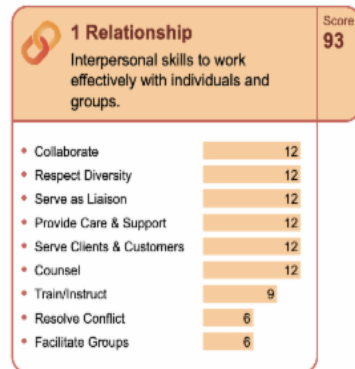 1 Relationship
Score
93
Interpersonal skills to work
effectively with individuals and
groups.
• Collaborate 12
• Respect Diversity 12
• Serve as Liaison 12
• Provide Care & Support 12
• Serve Clients & Customers 12
• Counsel 12
• Train/Instruct 9
• Resolve Conflict 6
• Facilitate Groups 6